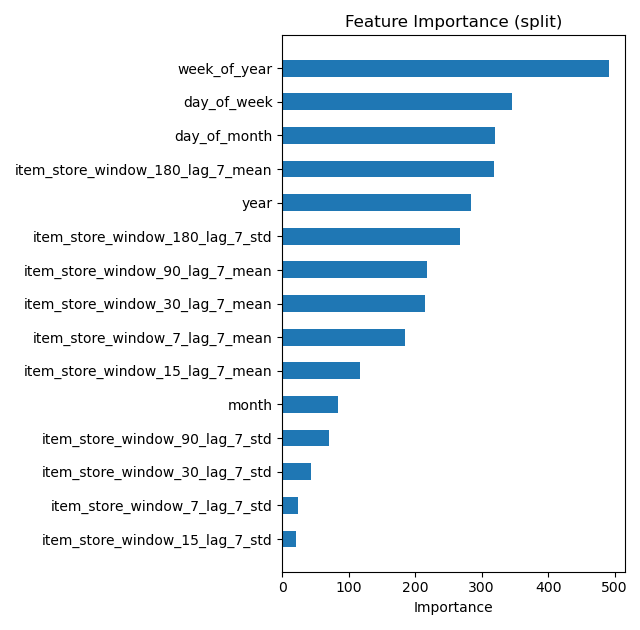 Feature Importance (split)
week_of_year
day_of_week
day_of_month
item_store_window_180_lag_7_mean
year
item_store_window_180_lag_7_std
item_store_window_90_lag_7_mean
item_store_window_30_lag_7_mean
item_store_window_7_lag_7_mean
item_store_window_15_lag_7_mean
month
item_store_window_90_lag_7_std
item_store_window_30_lag_7_std
item_store_window_7_lag_7_std
item_store_window_15_lag_7_std
0 100 200 300 400 500
Importance